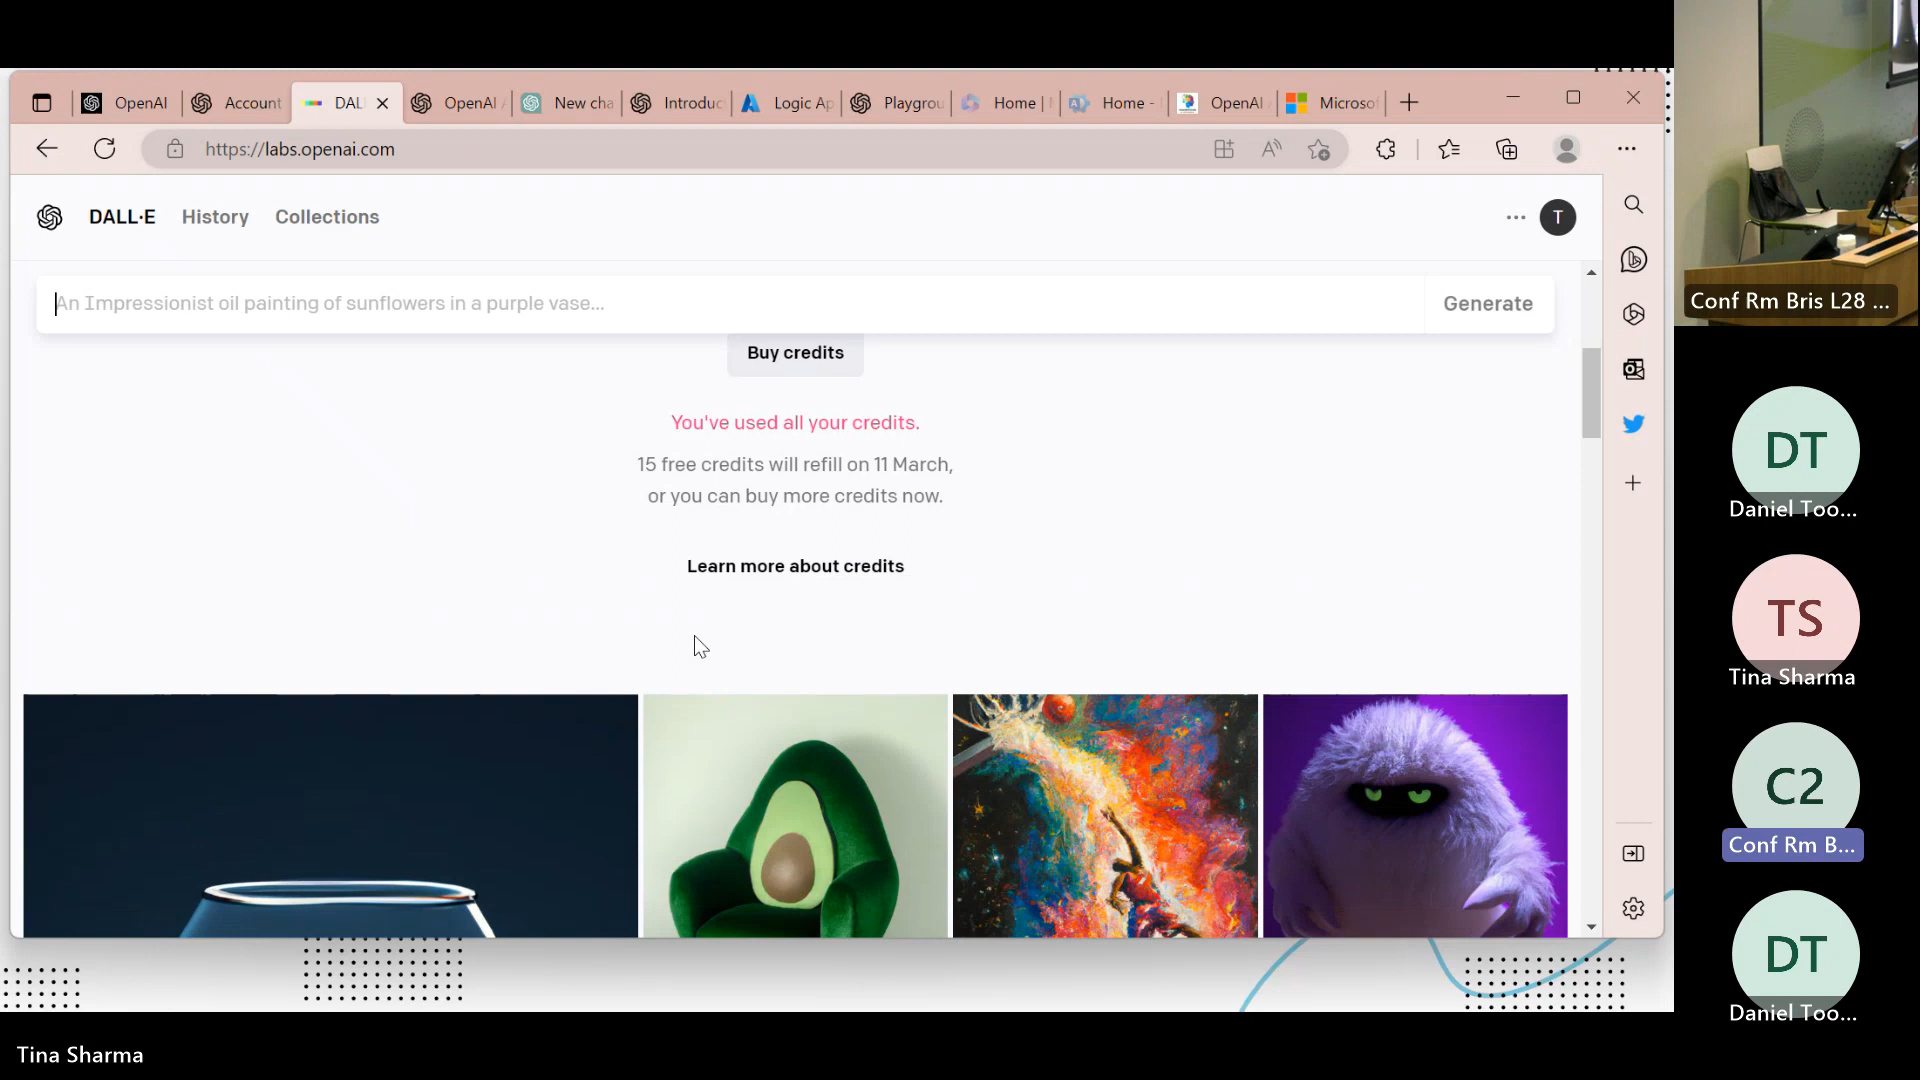 OpenAI
Account
DAL
OpenAI A
New cha
Introduc
Logic Ap
Playgrou
Home |
Home -
OpenAI
Microsof
https://labs.openai.com
DALL·E
History
Collections
T
An Impressionist oil painting of sunflowers in a purple vase...
Generate
Buy credits
You've used all your credits.
15 free credits will refill on 11 March,
or you can buy more credits now.
Learn more about credits
Conf Rm Bris L28 ...
DT
Daniel Too...
TS
Tina Sharma
C2
Conf Rm B...
DT
Daniel Too...
Tina Sharma